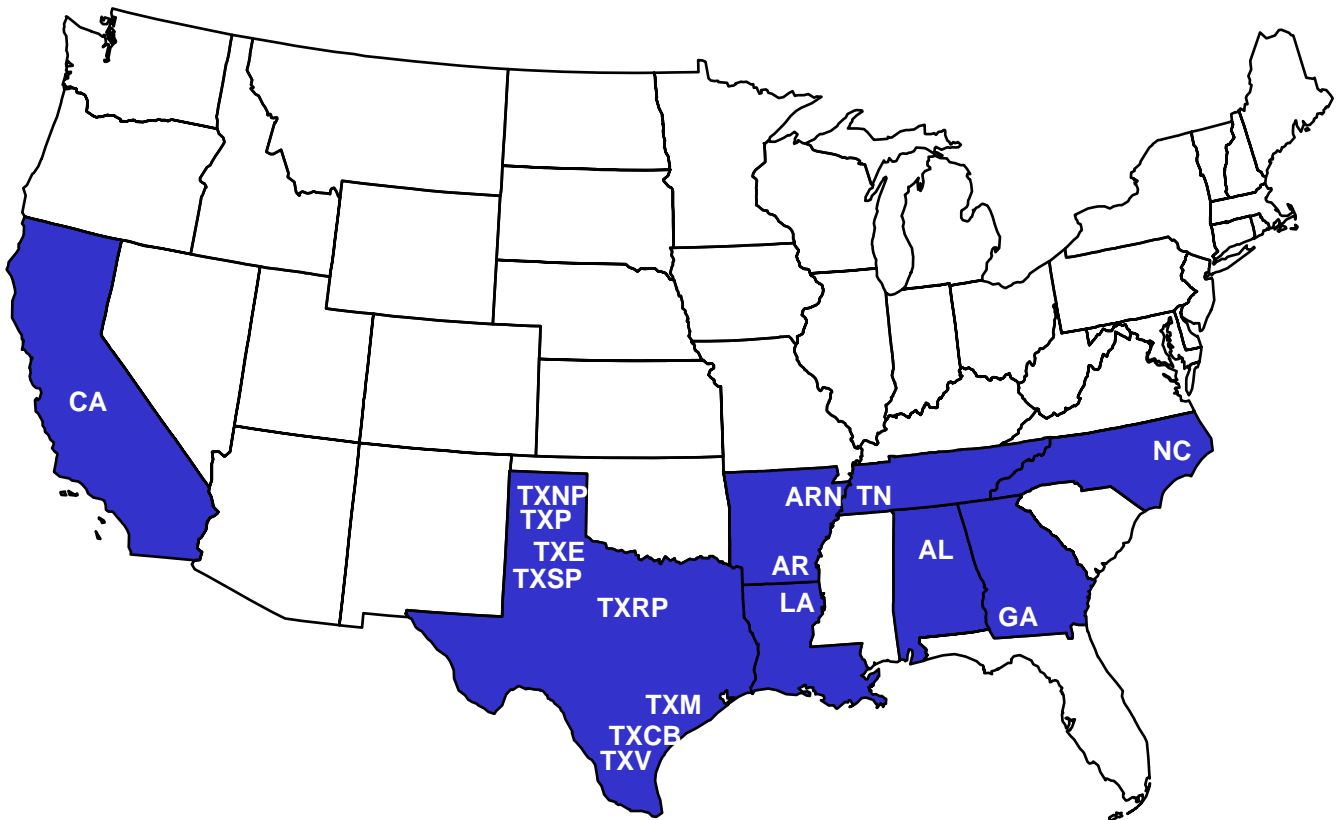 CA
NC
TXNP
ARN
TN
TXP
TXE
AL
AR
TXSP
LA
TXRP
GA
TXM
TXCB
TXV